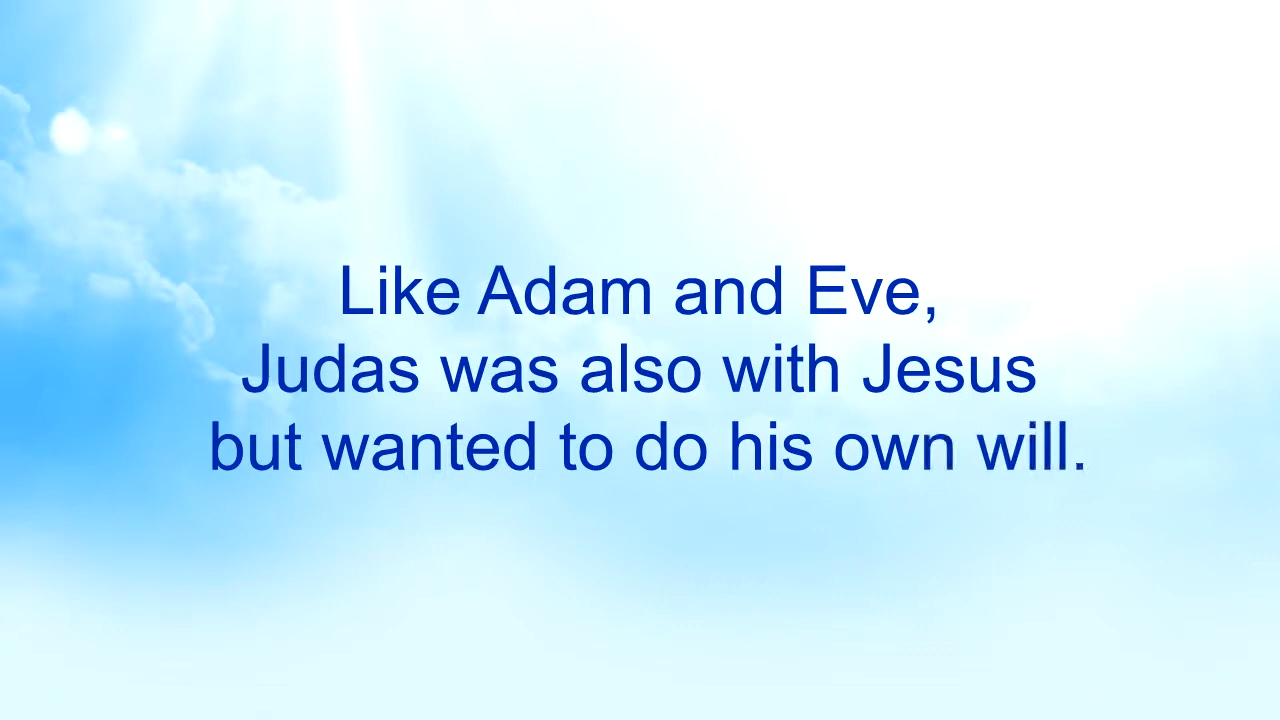 Like Adam and Eve,
Judas was also with Jesus
but wanted to do his own will.